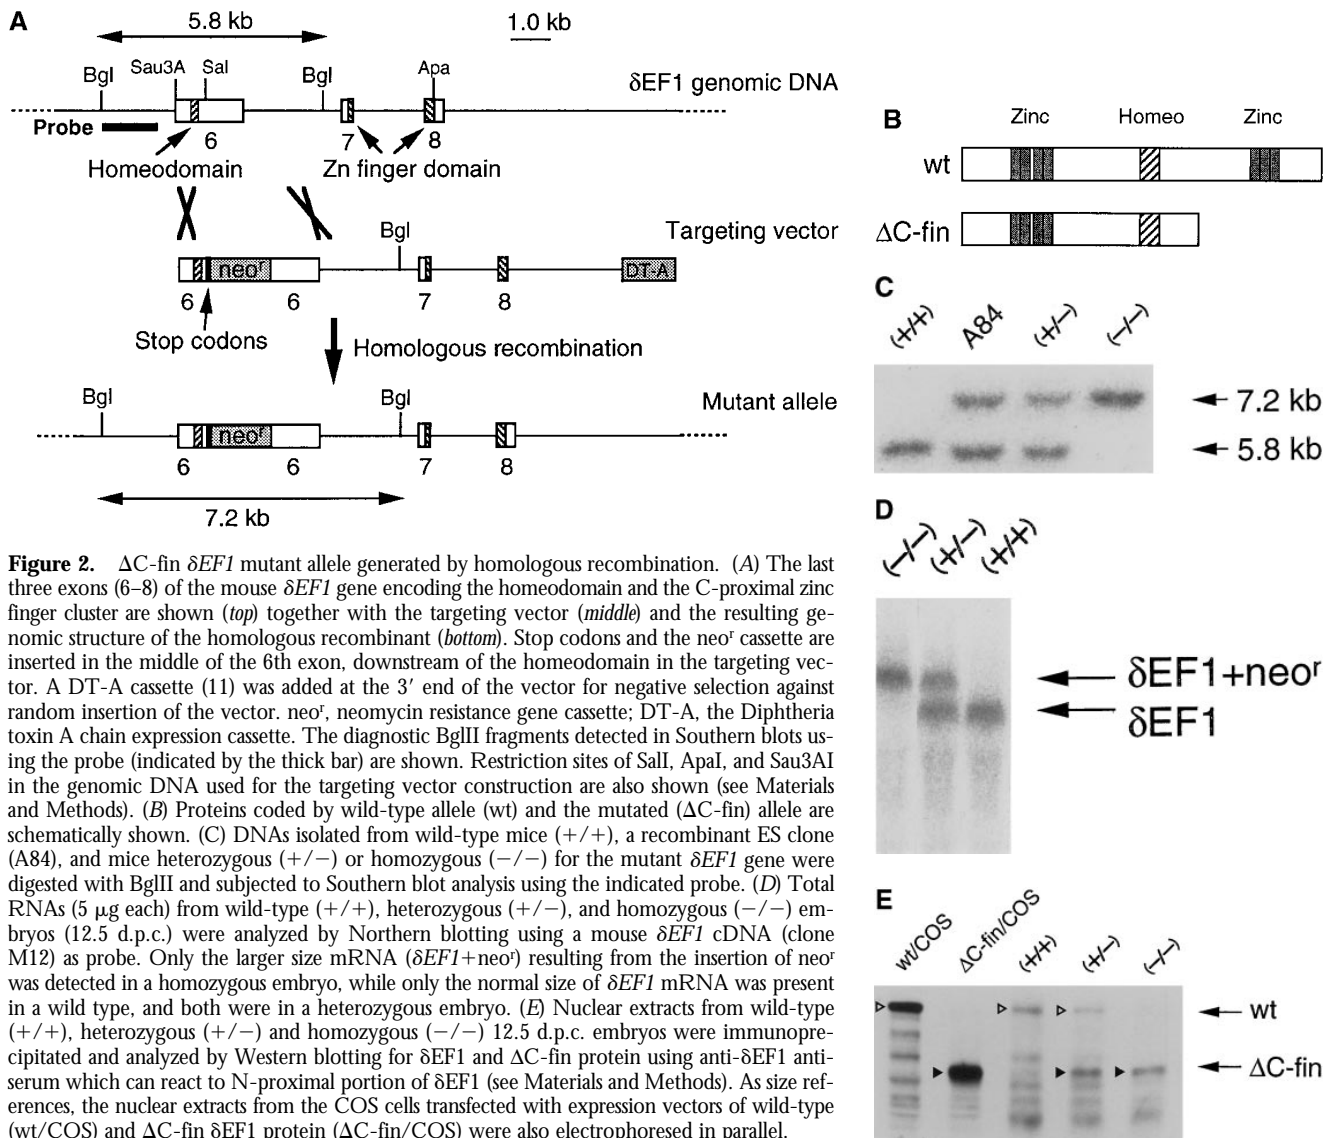 A
5.8 kb
1.0 kb
Bgl
Sau3A
Sal
Bgl
Apa
δEF1 genomic DNA
Probe
6
7
8
Homeodomain
Zn finger domain
Bgl
Targeting vector
neoʳ
DT-A
6
6
7
8
Stop codons
Homologous recombination
Bgl
Bgl
Mutant allele
neoʳ
6
6
7
8
7.2 kb
B
Zinc
Homeo
Zinc
wt
ΔC-fin
C
(+/+)
A84
(+/−)
(−/−)
7.2 kb
5.8 kb
D
(−/−)
(+/−)
(+/+)
δEF1+neoʳ
δEF1
E
wt/COS
ΔC-fin/COS
(+/+)
(+/−)
(−/−)
wt
ΔC-fin
Figure 2. ΔC-fin δEF1 mutant allele generated by homologous recombination. (A) The last
three exons (6–8) of the mouse δEF1 gene encoding the homeodomain and the C-proximal zinc
finger cluster are shown (top) together with the targeting vector (middle) and the resulting ge-
nomic structure of the homologous recombinant (bottom). Stop codons and the neoʳ cassette are
inserted in the middle of the 6th exon, downstream of the homeodomain in the targeting vec-
tor. A DT-A cassette (11) was added at the 3′ end of the vector for negative selection against
random insertion of the vector. neoʳ, neomycin resistance gene cassette; DT-A, the Diphtheria
toxin A chain expression cassette. The diagnostic BglII fragments detected in Southern blots us-
ing the probe (indicated by the thick bar) are shown. Restriction sites of SalI, ApaI, and Sau3AI
in the genomic DNA used for the targeting vector construction are also shown (see Materials
and Methods). (B) Proteins coded by wild-type allele (wt) and the mutated (ΔC-fin) allele are
schematically shown. (C) DNAs isolated from wild-type mice (+/+), a recombinant ES clone
(A84), and mice heterozygous (+/−) or homozygous (−/−) for the mutant δEF1 gene were
digested with BglII and subjected to Southern blot analysis using the indicated probe. (D) Total
RNAs (5 μg each) from wild-type (+/+), heterozygous (+/−), and homozygous (−/−) em-
bryos (12.5 d.p.c.) were analyzed by Northern blotting using a mouse δEF1 cDNA (clone
M12) as probe. Only the larger size mRNA (δEF1+neoʳ) resulting from the insertion of neoʳ
was detected in a homozygous embryo, while only the normal size of δEF1 mRNA was present
in a wild type, and both were in a heterozygous embryo. (E) Nuclear extracts from wild-type
(+/+), heterozygous (+/−) and homozygous (−/−) 12.5 d.p.c. embryos were immunopre-
cipitated and analyzed by Western blotting for δEF1 and ΔC-fin protein using anti-δEF1 anti-
serum which can react to N-proximal portion of δEF1 (see Materials and Methods). As size ref-
erences, the nuclear extracts from the COS cells transfected with expression vectors of wild-type
(wt/COS) and ΔC-fin δEF1 protein (ΔC-fin/COS) were also electrophoresed in parallel.